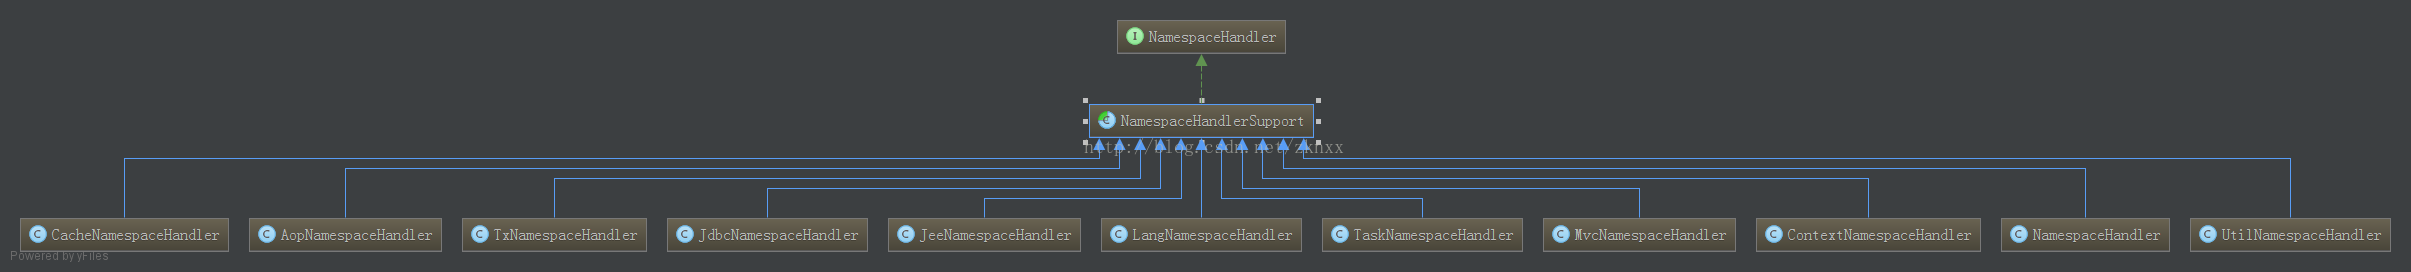 I NamespaceHandler
C NamespaceHandlerSupport
http://blog.csdn.net/zknxx
C CacheNamespaceHandler C AopNamespaceHandler C TxNamespaceHandler C JdbcNamespaceHandler C JeeNamespaceHandler C LangNamespaceHandler C TaskNamespaceHandler C MvcNamespaceHandler C ContextNamespaceHandler C NamespaceHandler C UtilNamespaceHandler
Powered by yFiles